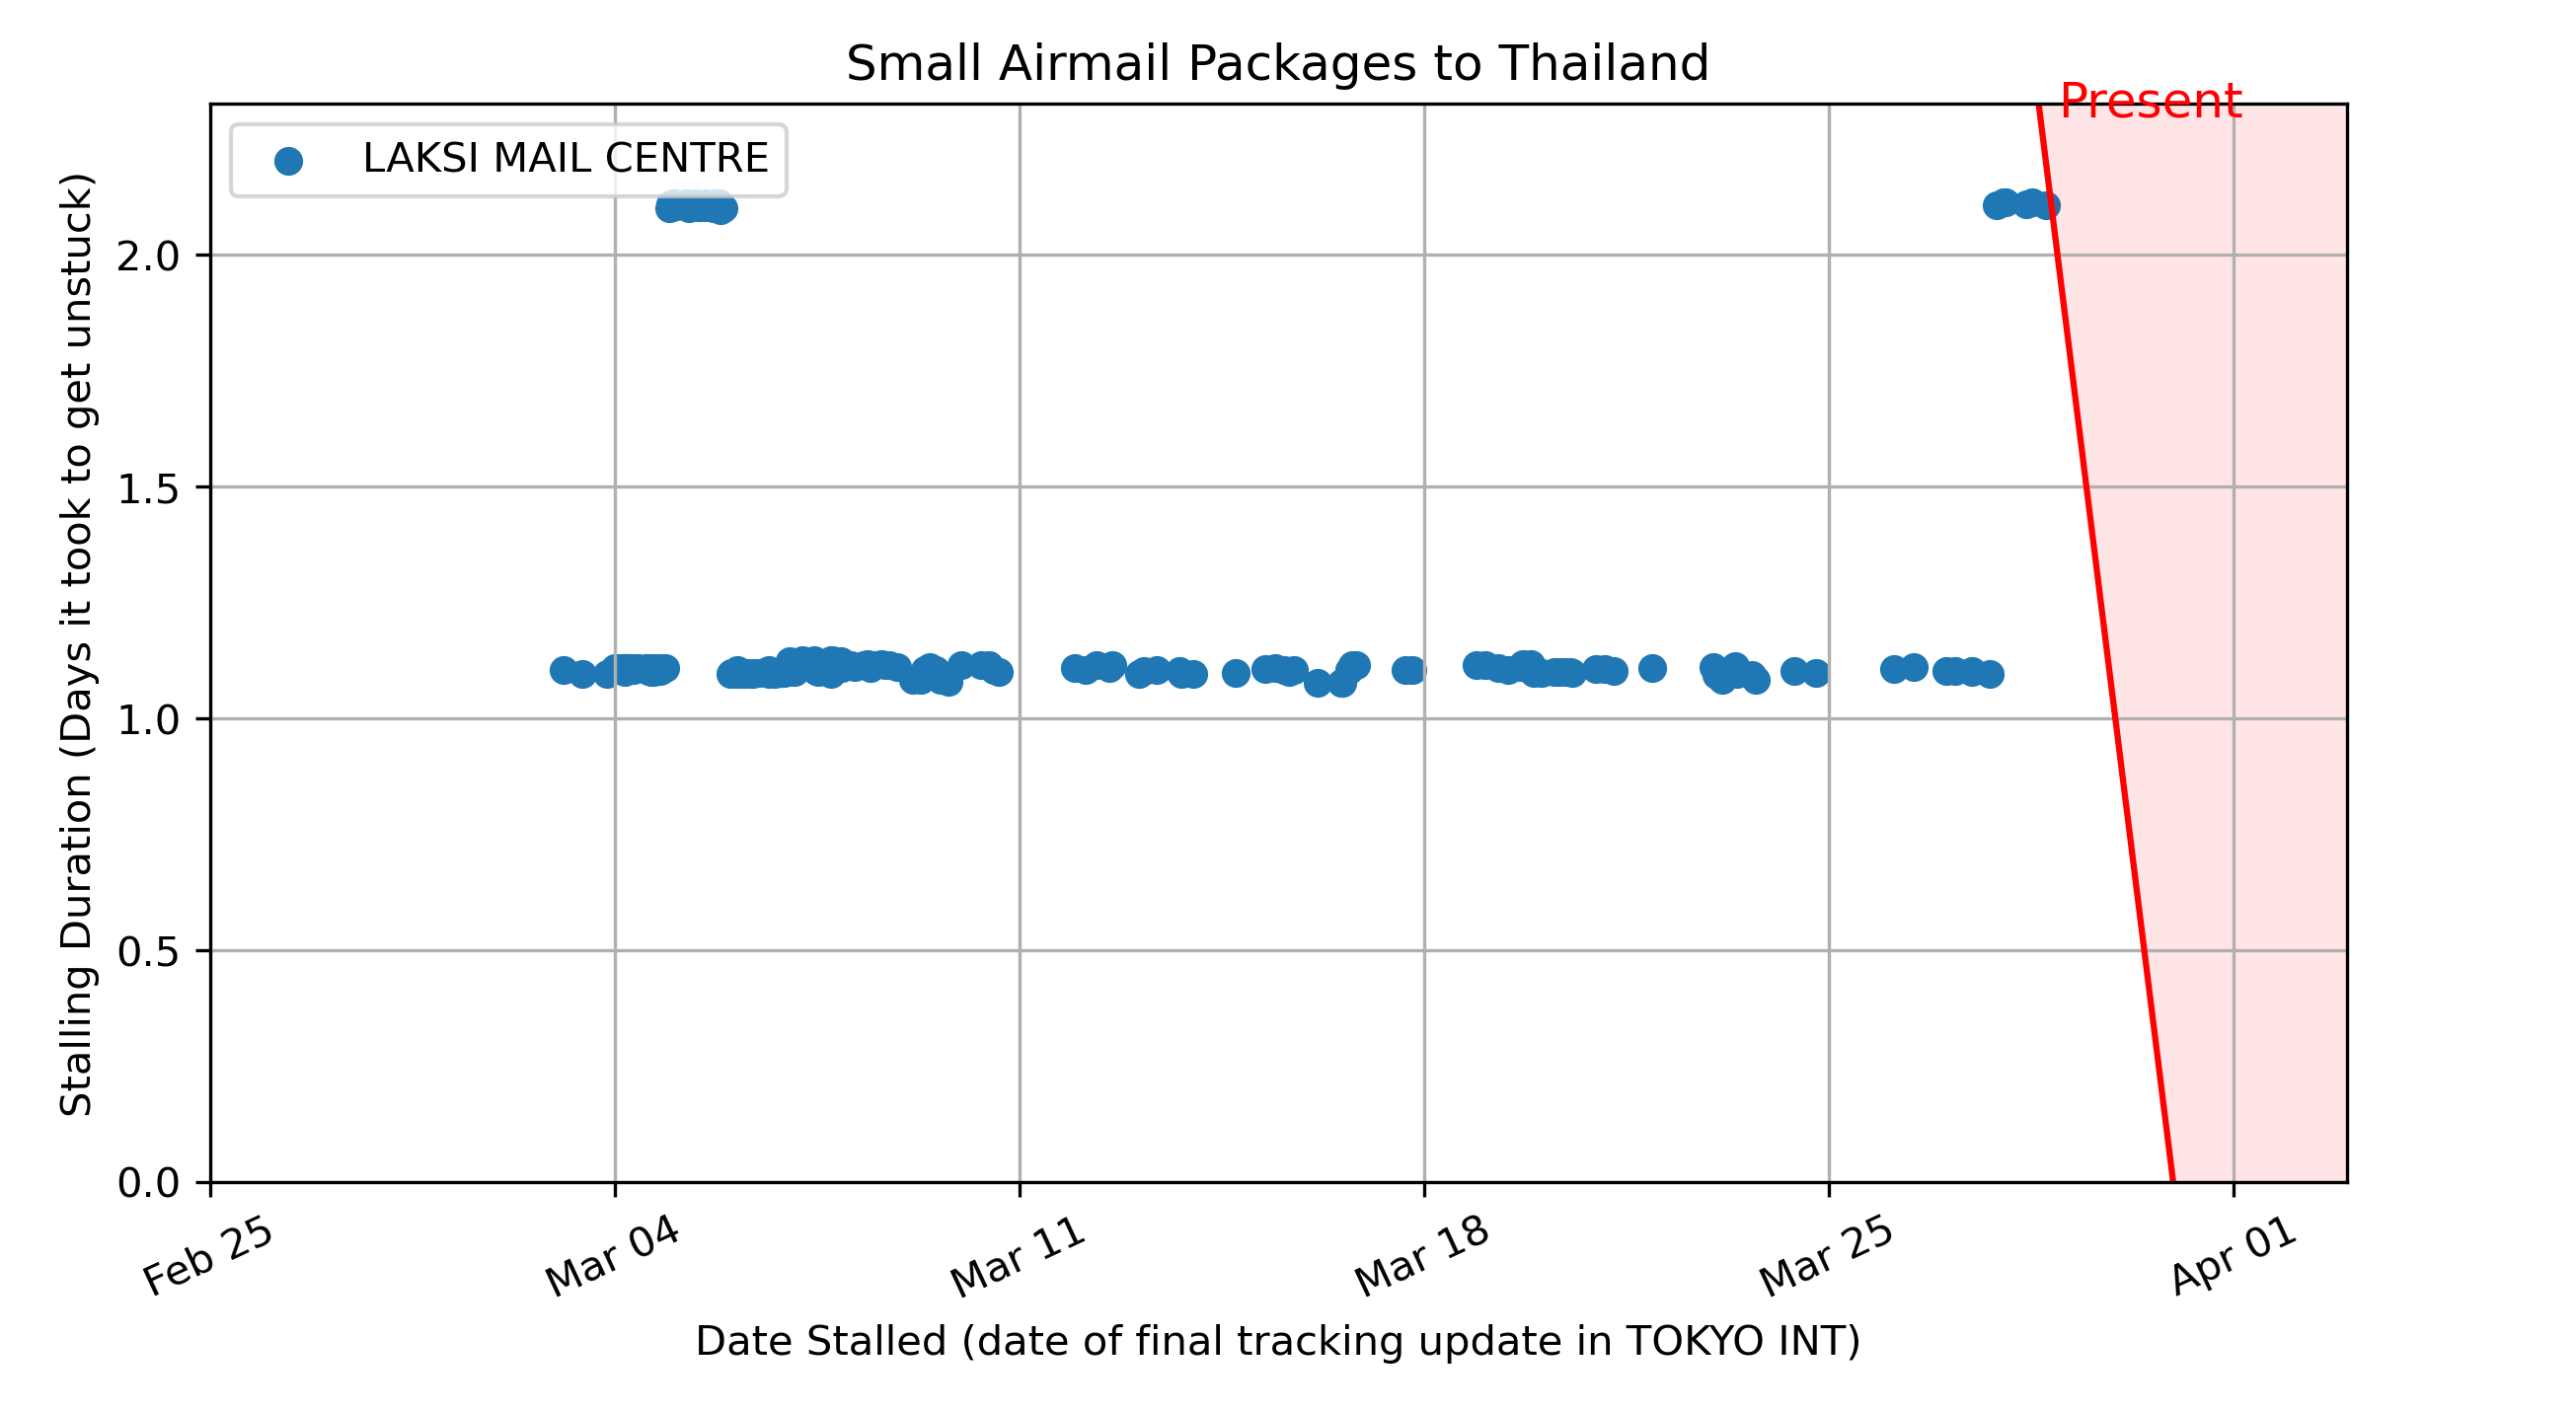 Small Airmail Packages to Thailand
Present
LAKSI MAIL CENTRE
Stalling Duration (Days it took to get unstuck)
2.0
1.5
1.0
0.5
0.0
Feb 25
Mar 04
Mar 11
Mar 18
Mar 25
Apr 01
Date Stalled (date of final tracking update in TOKYO INT)